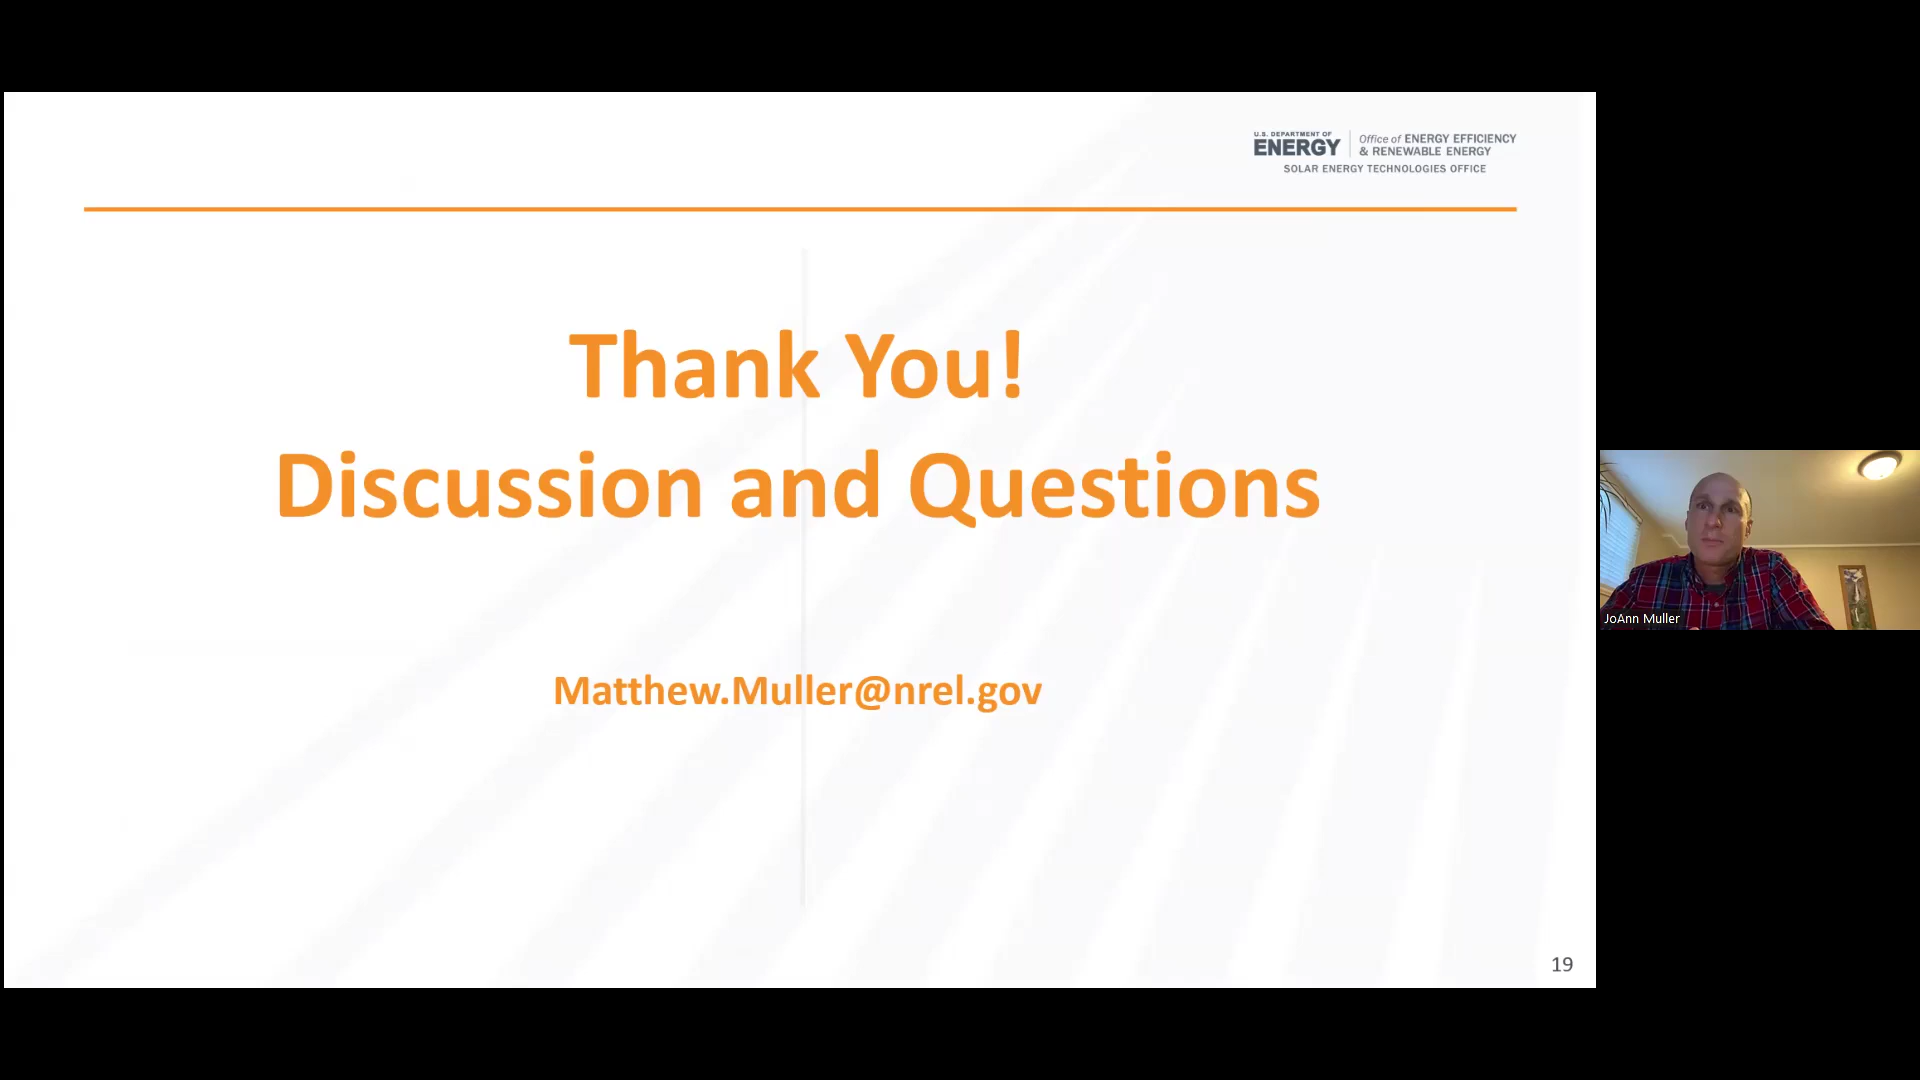 U.S. DEPARTMENT OF
ENERGY
Office of ENERGY EFFICIENCY
& RENEWABLE ENERGY
SOLAR ENERGY TECHNOLOGIES OFFICE
Thank You!
Discussion and Questions
Matthew.Muller@nrel.gov
JoAnn Muller
19